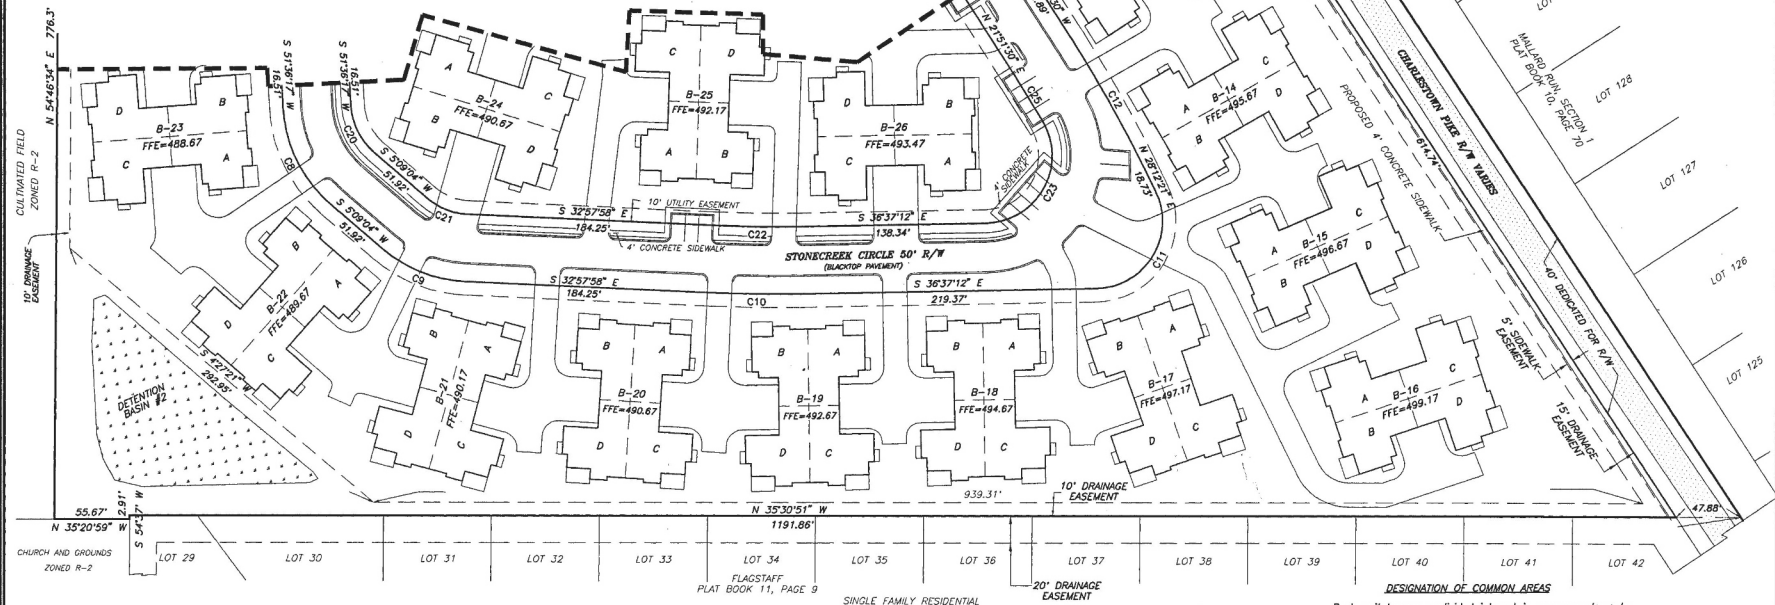 N 54°46'34" E 776.3'
CULTIVATED FIELD
ZONED R-2
10' DRAINAGE
EASEMENT
D
B
B-23
FFE=488.67
C
A
S 51°36'17" W
16.51'
S 51°36'17" W
16.51'
C8
C20
S 5°09'04" W
51.92'
S 5°09'04" W
51.92'
C21
C9
A
C
B-24
FFE=490.67
B
D
C
D
B-25
FFE=492.17
A
B
D
B
B-26
FFE=493.47
C
A
N 21°51'30" E
C25
C12
4' CONCRETE
SIDEWALK
C23
N 28°12'21" E
18.73'
C11
10' UTILITY EASEMENT
S 32°57'58" E
184.25'
4' CONCRETE SIDEWALK
C22
S 36°37'12" E
138.34'
STONECREEK CIRCLE 50' R/W
(BLACKTOP PAVEMENT)
S 32°57'58" E
184.25'
C10
S 36°37'12" E
219.37'
C
B-14
FFE=495.67
A
D
B
A
C
B-15
FFE=496.67
D
B
A
C
B-16
FFE=499.17
D
B
PROPOSED 4' CONCRETE SIDEWALK
614.74'
CHARLESTOWN PIKE R/W VARIES
40' DEDICATED FOR R/W
5' SIDEWALK
EASEMENT
15' DRAINAGE
EASEMENT
MALLARD RUN, SECTION 1
PLAT BOOK 10, PAGE 70
LOT 128
LOT 127
LOT 126
LOT 125
B
A
B-22
FFE=489.67
D
C
S 4°27'21" W
292.95'
DETENTION
BASIN #2
B
A
B-21
FFE=490.17
D
C
B
A
B-20
FFE=490.67
D
C
B
A
B-19
FFE=492.67
D
C
B
A
B-18
FFE=494.67
D
C
B
A
B-17
FFE=497.17
D
C
939.31'
10' DRAINAGE
EASEMENT
47.88'
55.67'
2.91'
N 35°20'59" W
S 54°37' W
N 35°30'51" W
1191.86'
CHURCH AND GROUNDS
ZONED R-2
LOT 29
LOT 30
LOT 31
LOT 32
LOT 33
LOT 34
LOT 35
LOT 36
LOT 37
LOT 38
LOT 39
LOT 40
LOT 41
LOT 42
FLAGSTAFF
PLAT BOOK 11, PAGE 9
SINGLE FAMILY RESIDENTIAL
20' DRAINAGE
EASEMENT
DESIGNATION OF COMMON AREAS